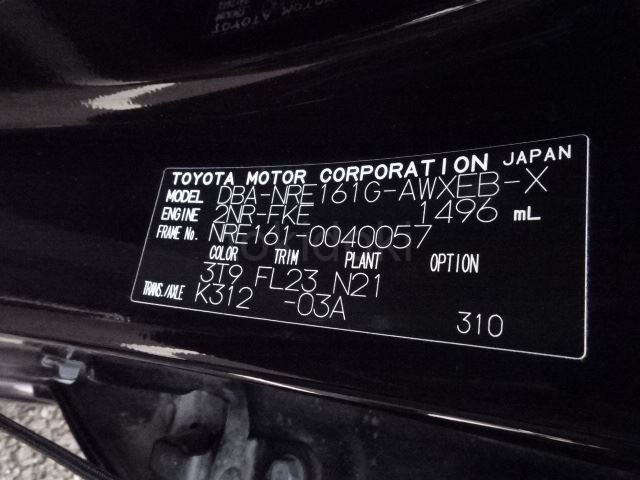 TOYOTA MOTOR CORPORATION JAPAN
MODEL DBA-NRE161G-AWXEB-X
ENGINE 2NR-FKE 1496 mL
FRAME No. NRE161-0040057
COLOR TRIM PLANT OPTION
3T9 FL23 N21
TRANS./AXLE K312 -03A
310